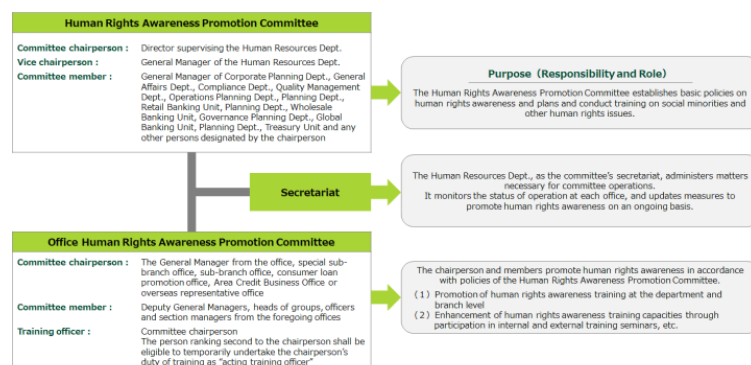 Human Rights Awareness Promotion Committee
Committee chairperson :
Director supervising the Human Resources Dept.
Vice chairperson :
General Manager of the Human Resources Dept.
Committee member :
General Manager of Corporate Planning Dept., General
Affairs Dept., Compliance Dept., Quality Management
Dept., Operations Planning Dept., Planning Dept.,
Retail Banking Unit, Planning Dept., Wholesale
Banking Unit, Governance Planning Dept., Global
Banking Unit, Planning Dept., Treasury Unit and any
other persons designated by the chairperson
Purpose（Responsibility and Role）
The Human Rights Awareness Promotion Committee establishes basic policies on
human rights awareness and plans and conduct training on social minorities and
other human rights issues.
Secretariat
The Human Resources Dept., as the committee's secretariat, administers matters
necessary for committee operations.
It monitors the status of operation at each office, and updates measures to
promote human rights awareness on an ongoing basis.
Office Human Rights Awareness Promotion Committee
Committee chairperson :
The General Manager from the office, special sub-
branch office, sub-branch office, consumer loan
promotion office, Area Credit Business Office or
overseas representative office
Committee member :
Deputy General Managers, heads of groups, officers
and section managers from the foregoing offices
Training officer :
Committee chairperson
The person ranking second to the chairperson shall be
eligible to temporarily undertake the chairperson's
duty of training as "acting training officer"
The chairperson and members promote human rights awareness in accordance
with policies of the Human Rights Awareness Promotion Committee.
（1）Promotion of human rights awareness training at the department and
branch level
（2）Enhancement of human rights awareness training capacities through
participation in internal and external training seminars, etc.